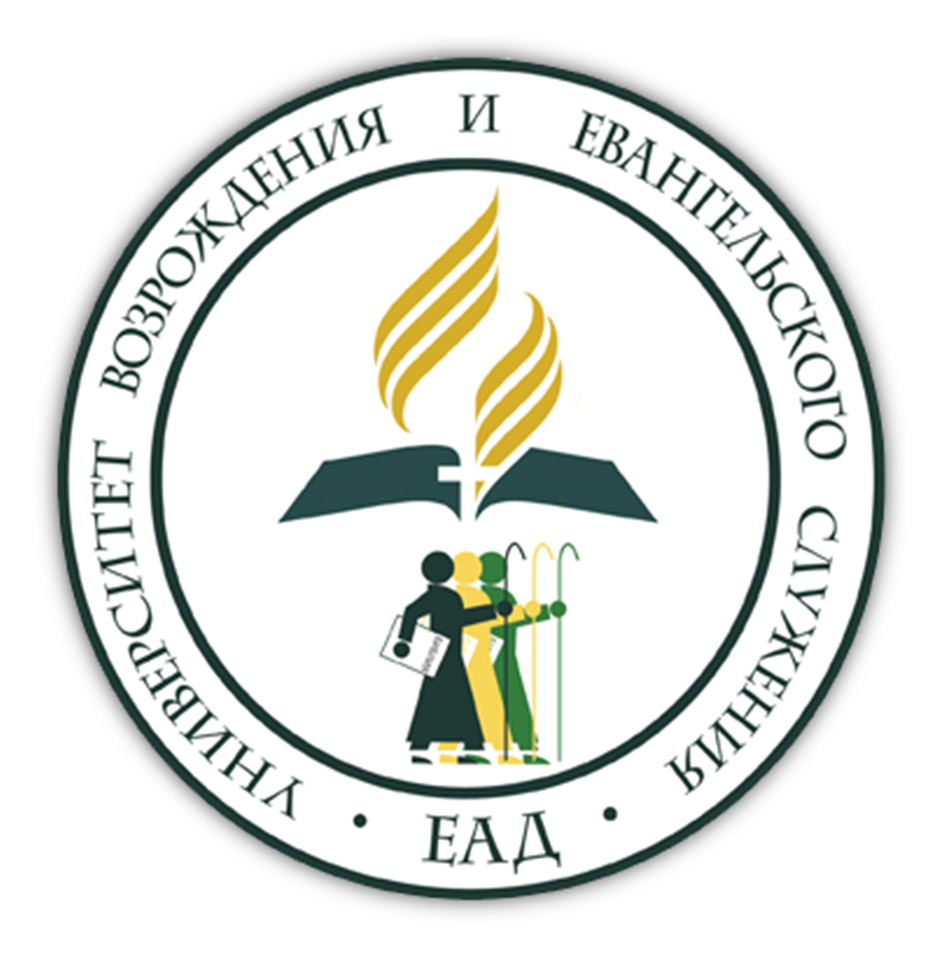 УНИВЕРСИТЕТ ВОЗРОЖДЕНИЯ И ЕВАНГЕЛЬСКОГО СЛУЖЕНИЯ
• ЕАД •